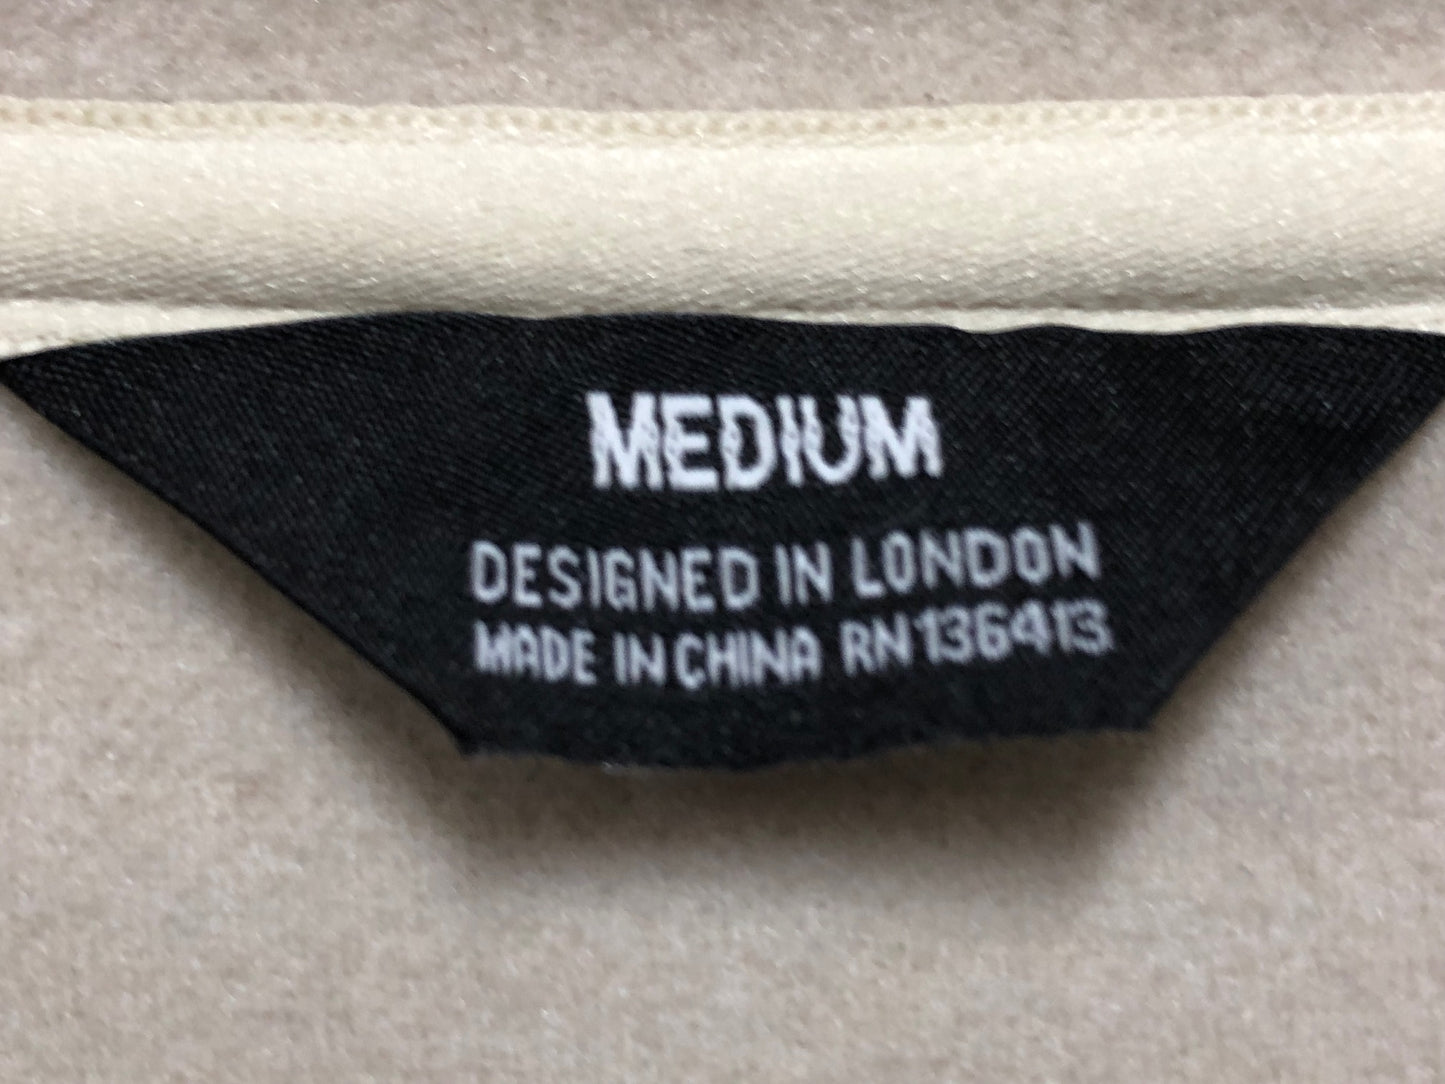 MEDIUM
DESIGNED IN LONDON
MADE IN CHINA RN 136413